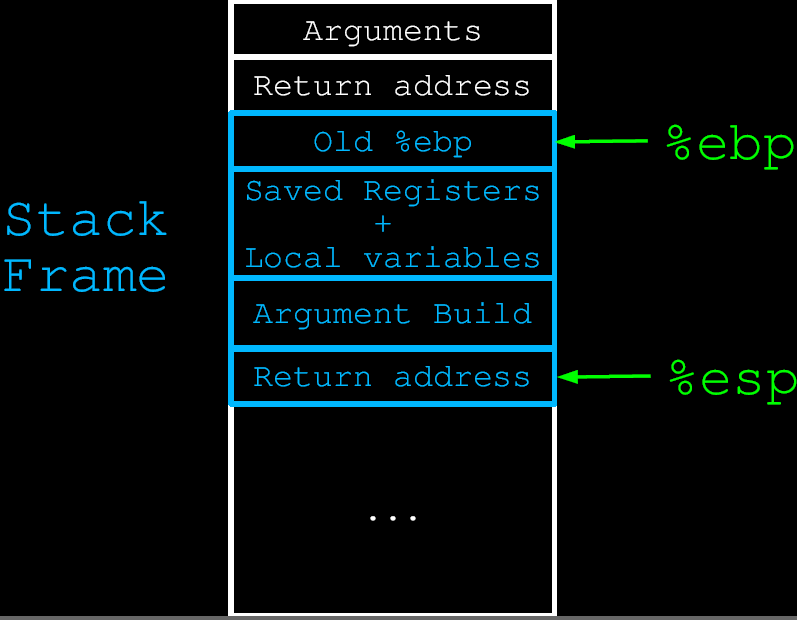 Arguments
Return address
Old %ebp
%ebp
Saved Registers
+
Local variables
Stack
Frame
Argument Build
Return address
%esp
...